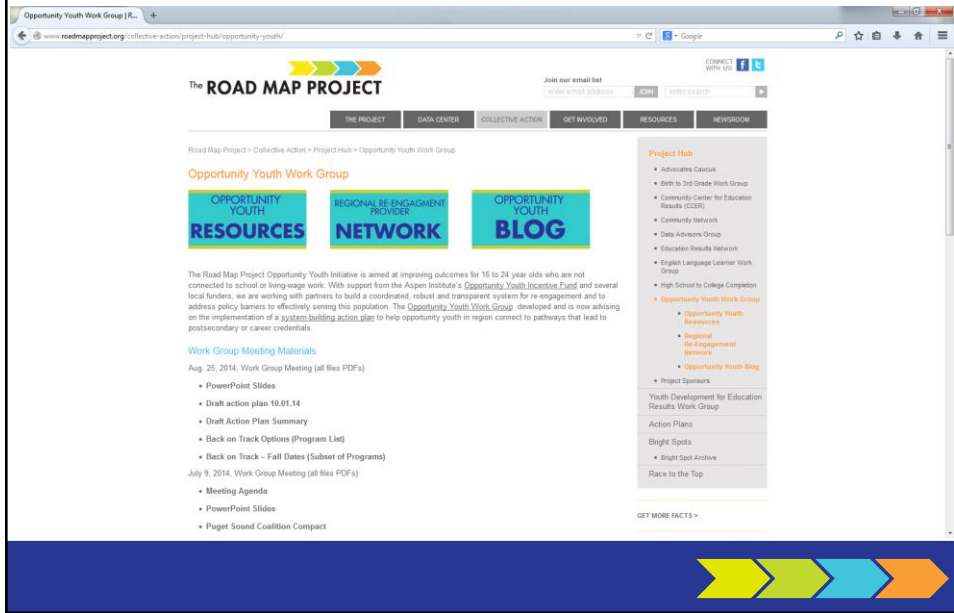 Opportunity Youth Work Group | R...
www.roadmapproject.org/collective-action/project-hub/opportunity-youth/
Google
The ROAD MAP PROJECT
CONNECT
WITH US!
Join our email list
enter email address
JOIN
enter search
THE PROJECT
DATA CENTER
COLLECTIVE ACTION
GET INVOLVED
RESOURCES
NEWSROOM
Road Map Project > Collective Action > Project Hub > Opportunity Youth Work Group
Opportunity Youth Work Group
OPPORTUNITY
YOUTH
RESOURCES
REGIONAL RE-ENGAGMENT
PROVIDER
NETWORK
OPPORTUNITY
YOUTH
BLOG
The Road Map Project Opportunity Youth Initiative is aimed at improving outcomes for 16 to 24 year olds who are not
connected to school or living-wage work. With support from the Aspen Institute's Opportunity Youth Incentive Fund and several
local funders, we are working with partners to build a coordinated, robust and transparent system for re-engagement and to
address policy barriers to effectively serving this population. The Opportunity Youth Work Group developed and is now advising
on the implementation of a system-building action plan to help opportunity youth in region connect to pathways that lead to
postsecondary or career credentials.
Work Group Meeting Materials
Aug. 25, 2014, Work Group Meeting (all files PDFs)
• PowerPoint Slides
• Draft action plan 10.01.14
• Draft Action Plan Summary
• Back on Track Options (Program List)
• Back on Track – Fall Dates (Subset of Programs)
July 9, 2014, Work Group Meeting (all files PDFs)
• Meeting Agenda
• PowerPoint Slides
• Puget Sound Coalition Compact
Project Hub
• Advocates Caucus
• Birth to 3rd Grade Work Group
• Community Center for Education
Results (CCER)
• Community Network
• Data Advisors Group
• Education Results Network
• English Language Learner Work
Group
• High School to College Completion
• Opportunity Youth Work Group
• Opportunity Youth
Resources
• Regional
Re-Engagement
Network
• Opportunity Youth Blog
• Project Sponsors
Youth Development for Education
Results Work Group
Action Plans
Bright Spots
• Bright Spot Archive
Race to the Top
GET MORE FACTS >